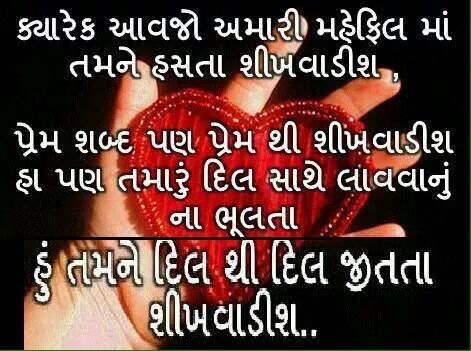 ક્યારેક આવજો અમારી મહેફિલ માં
તમને હસતા શીખવાડીશ ,
પ્રેમ શબ્દ પણ પ્રેમ થી શીખવાડીશ
હા પણ તમારું દિલ સાથે લાવવાનું
ના ભૂલતા
હું તમને દિલ થી દિલ જીતતા
શીખવાડીશ..